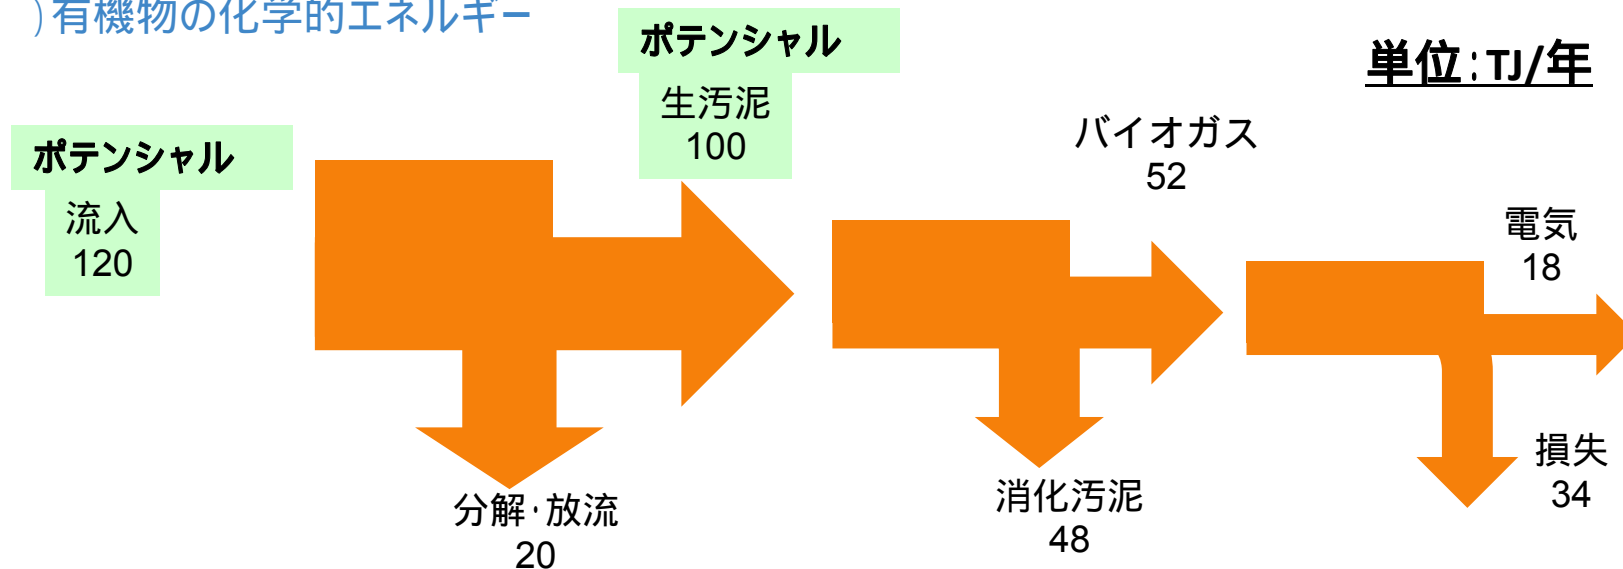 )有機物の化学的エネルギー
単位:TJ/年
ポテンシャル
流入
120
ポテンシャル
生汚泥
100
分解・放流
20
バイオガス
52
消化汚泥
48
電気
18
損失
34